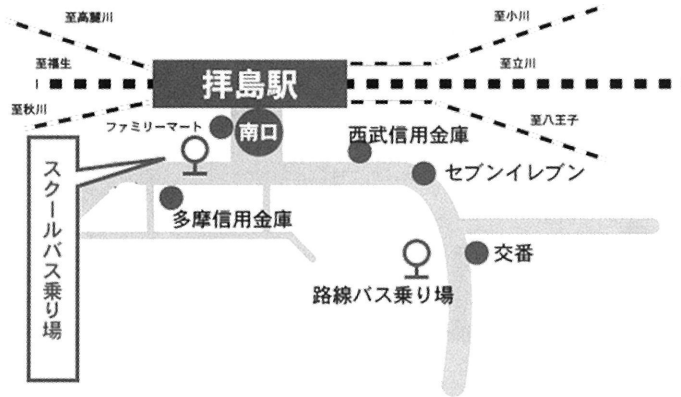 至高麗川
至小川
至福生
拝島駅
至立川
至秋川
ファミリーマート
南口
至八王子
西武信用金庫
セブンイレブン
スクールバス乗り場
多摩信用金庫
交番
路線バス乗り場